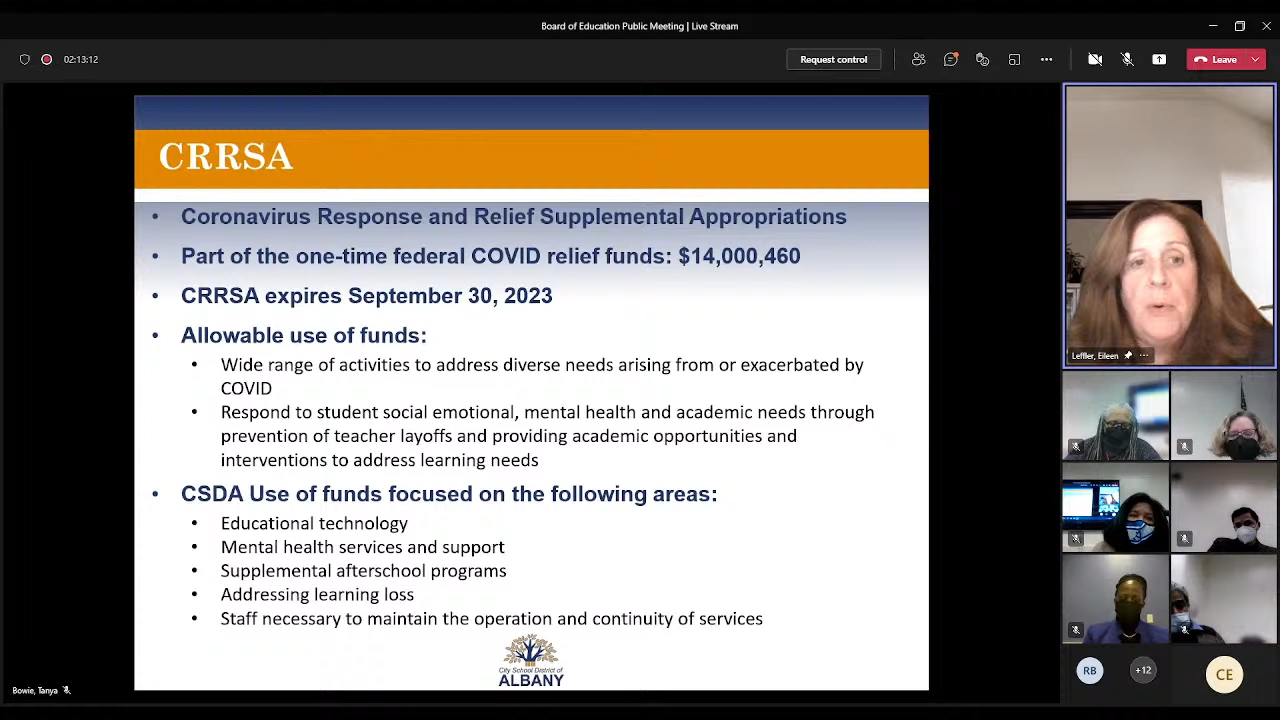 Board of Education Public Meeting | Live Stream
02:13:12
Request control
Leave
CRRSA
• Coronavirus Response and Relief Supplemental Appropriations
• Part of the one-time federal COVID relief funds: $14,000,460
• CRRSA expires September 30, 2023
• Allowable use of funds:
• Wide range of activities to address diverse needs arising from or exacerbated by
COVID
• Respond to student social emotional, mental health and academic needs through
prevention of teacher layoffs and providing academic opportunities and
interventions to address learning needs
• CSDA Use of funds focused on the following areas:
• Educational technology
• Mental health services and support
• Supplemental afterschool programs
• Addressing learning loss
• Staff necessary to maintain the operation and continuity of services
City School District of
ALBANY
Leffler, Eileen
RB
+12
CE
Bowie, Tanya